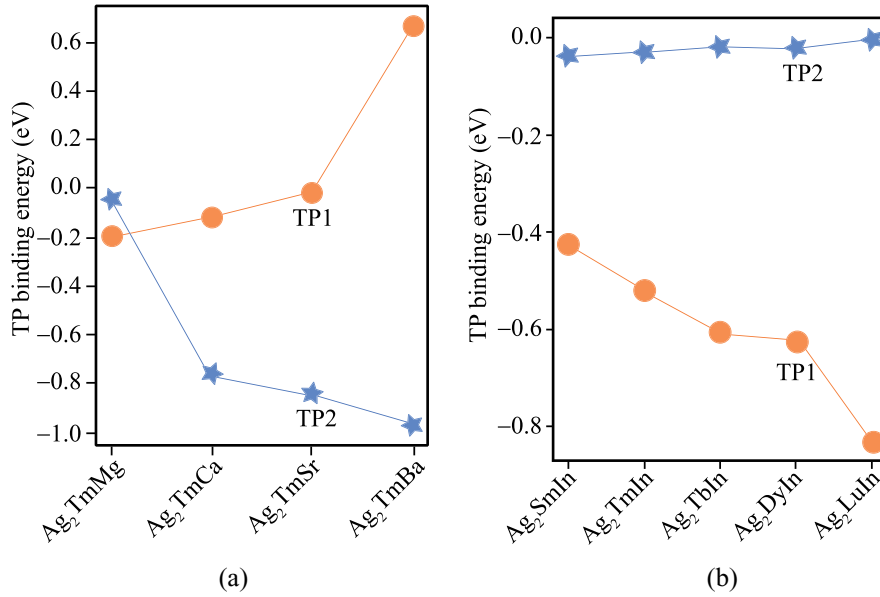 TP binding energy (eV)
0.6
0.4
0.2
0.0
−0.2
−0.4
−0.6
−0.8
−1.0
TP1
TP2
Ag₂TmMg
Ag₂TmCa
Ag₂TmSr
Ag₂TmBa
(a)
TP binding energy (eV)
0.0
−0.2
−0.4
−0.6
−0.8
TP2
TP1
Ag₂SmIn
Ag₂TmIn
Ag₂TbIn
Ag₂DyIn
Ag₂LuIn
(b)